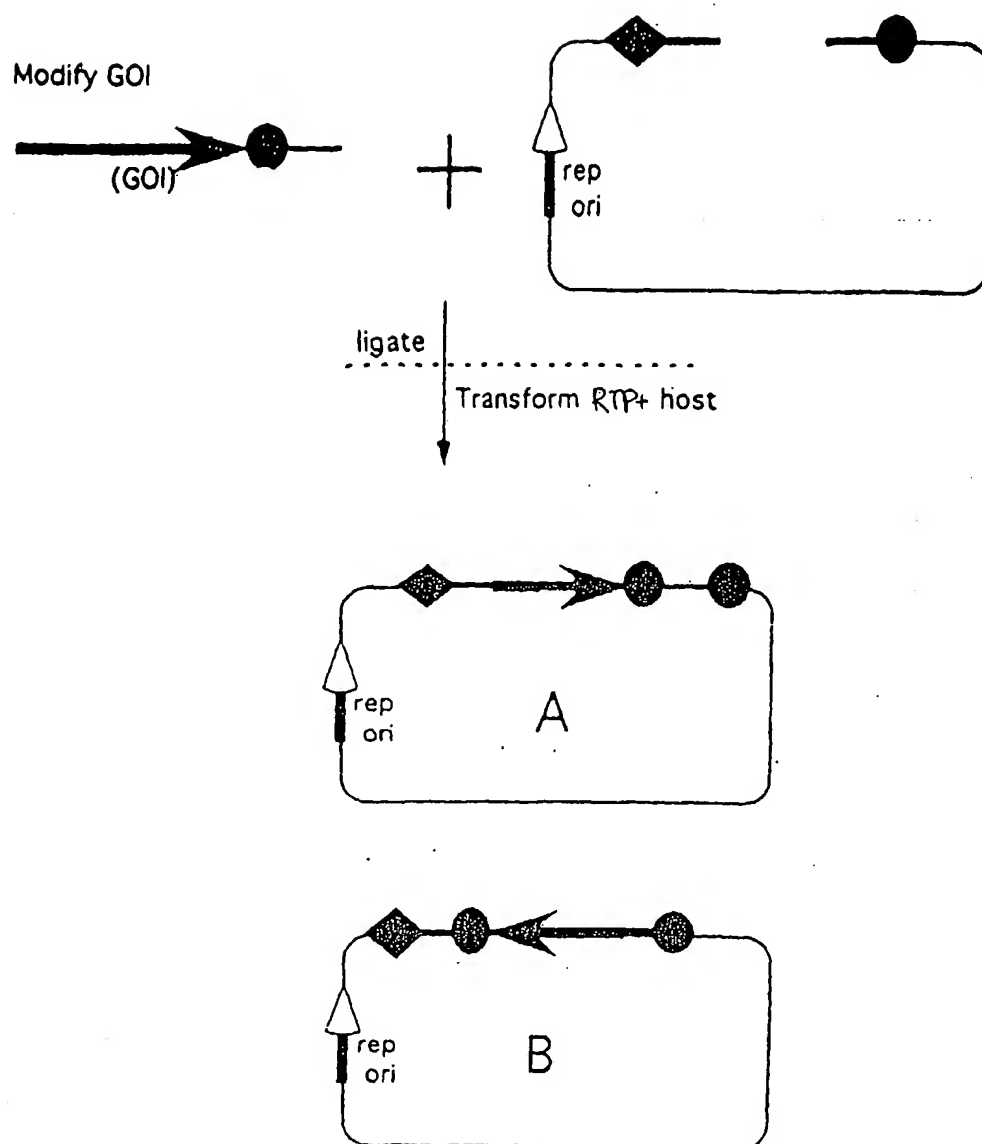 Modify GOI
(GOI)
rep
ori
ligate
Transform RTP+ host
rep
ori
A
rep
ori
B